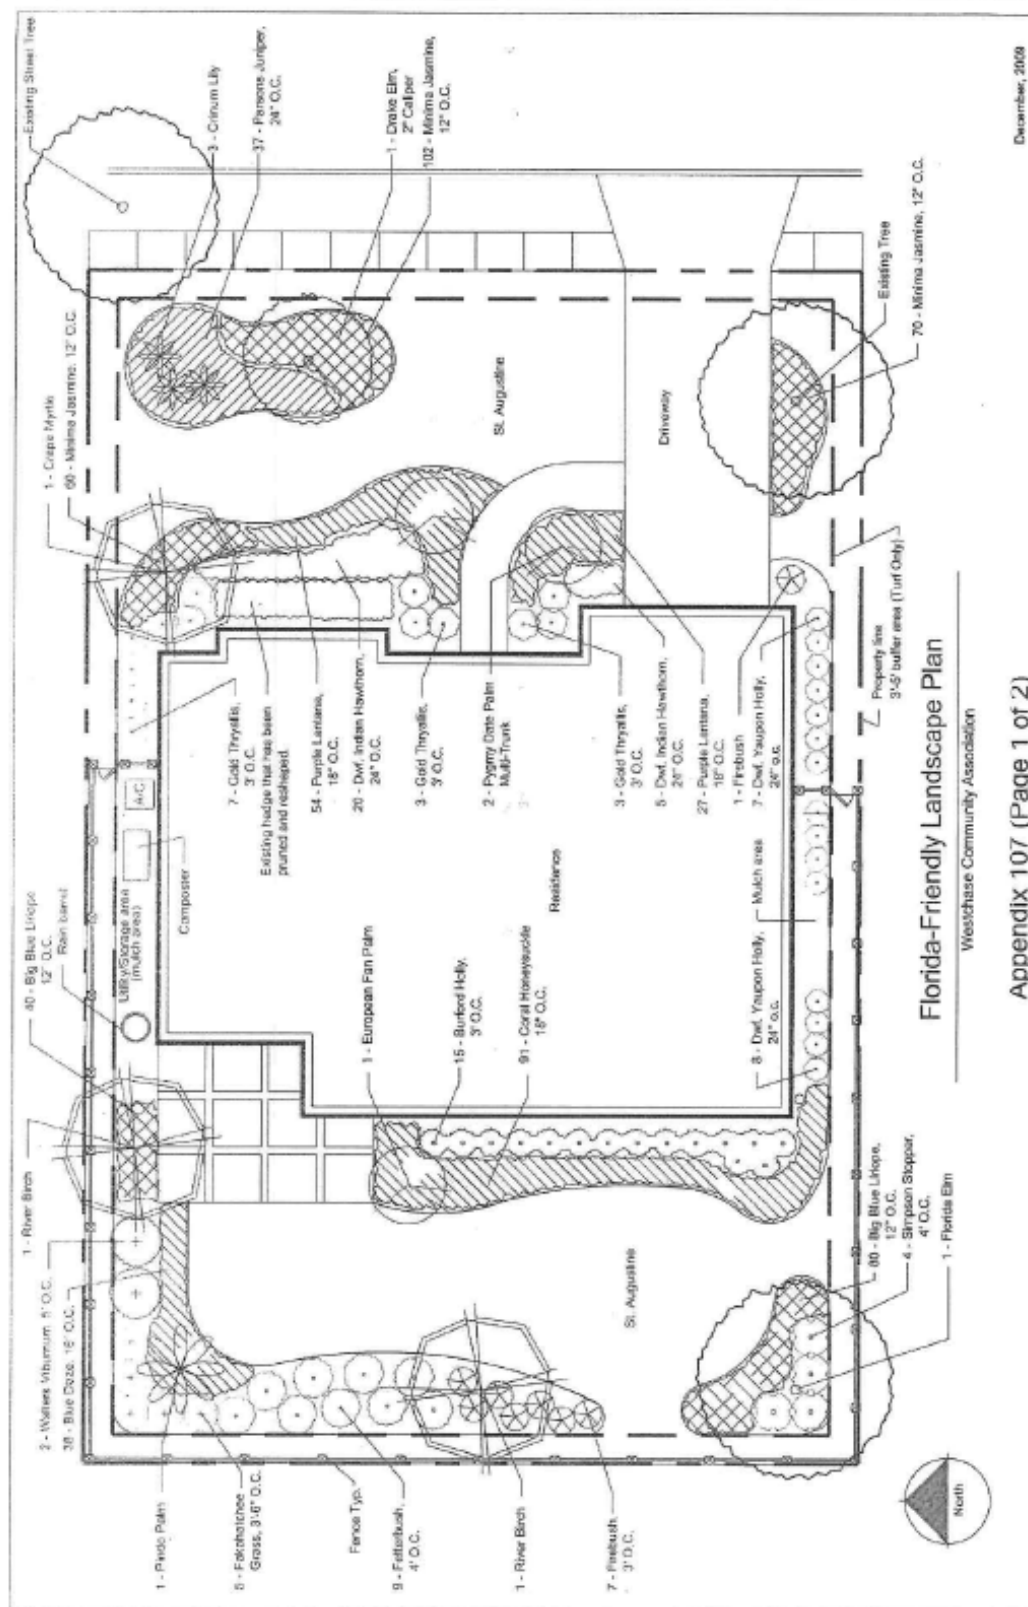 Existing Street Tree
3 - Crinum Lily
37 - Parsons Juniper,
24" O.C.
1 - Drake Elm,
2" Caliper
102 - Minima Jasmine,
12" O.C.
December, 2009
1 - Crape Myrtle
60 - Minima Jasmine, 12" O.C.
St. Augustine
Driveway
Existing Tree
70 - Minima Jasmine, 12" O.C.
7 - Gold Thryallis,
3' O.C.
Existing hedge that has been
pruned and reshaped
54 - Purple Lantana,
18" O.C.
20 - Dwf. Indian Hawthorn,
24" O.C.
3 - Gold Thryallis,
3' O.C.
2 - Pygmy Date Palm
Multi-Trunk
3 - Gold Thryallis,
3' O.C.
5 - Dwf. Indian Hawthorn,
24" O.C.
27 - Purple Lantana,
18" O.C.
1 - Firebush
7 - Dwf. Yaupon Holly,
24" o.c.
Property line
3'-5' buffer area (Turf Only)
A/C
Composter
Utility/Storage area
(mulch area)
Rain barrel
40 - Big Blue Liriope
12" O.C.
Residence
Mulch area
8 - Dwf. Yaupon Holly,
24" o.c.
1 - European Fan Palm
15 - Burford Holly,
3' O.C.
91 - Coral Honeysuckle
18" O.C.
1 - River Birch
2 - Walters Viburnum 5' O.C.
38 - Blue Daze, O.C.
1 - Pindo Palm
5 - Fakahatchee
Grass, 3'-6" O.C.
Fence Typ.
9 - Fetterbush,
4' O.C.
1 - River Birch
7 - Firebush,
3' O.C.
St. Augustine
80 - Big Blue Liriope,
12" O.C.
4 - Simpson Stopper,
4' O.C.
1 - Florida Elm
North
Florida-Friendly Landscape Plan
Westchase Community Association
Appendix 107 (Page 1 of 2)